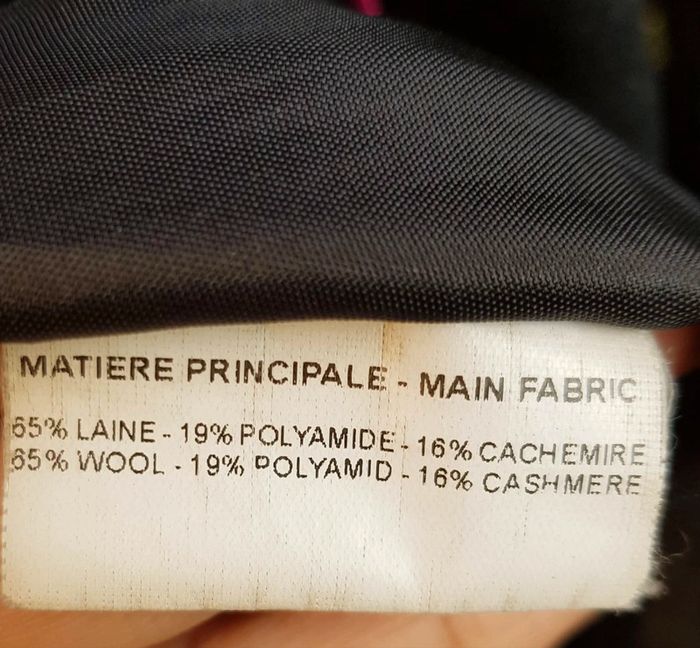 MATIERE PRINCIPALE - MAIN FABRIC
65% LAINE - 19% POLYAMIDE - 16% CACHEMIRE
65% WOOL - 19% POLYAMID - 16% CASHMERE